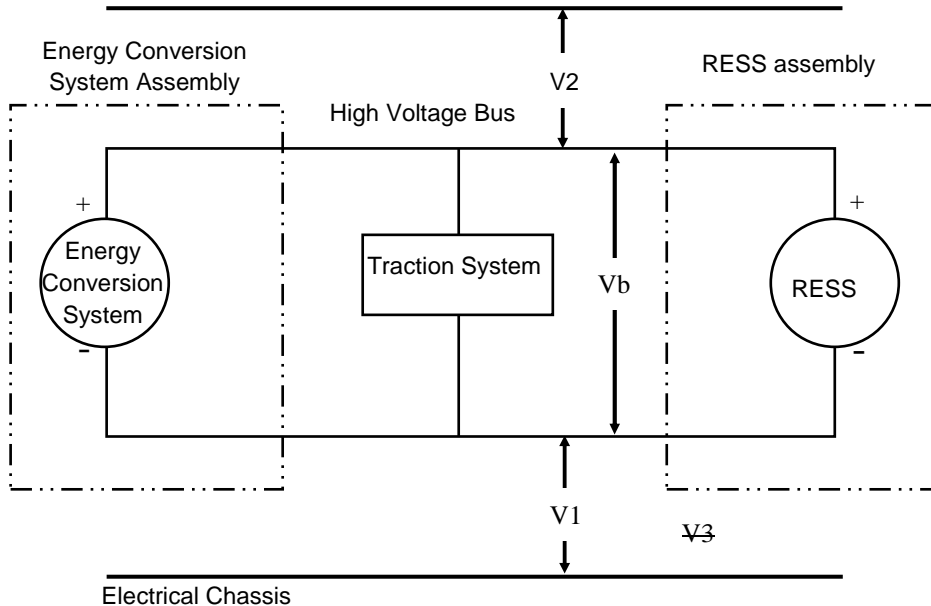 Energy Conversion
System Assembly
V2
RESS assembly
High Voltage Bus
+
+
Energy
Conversion
System
Traction System
Vb
RESS
-
-
V1
V3
Electrical Chassis